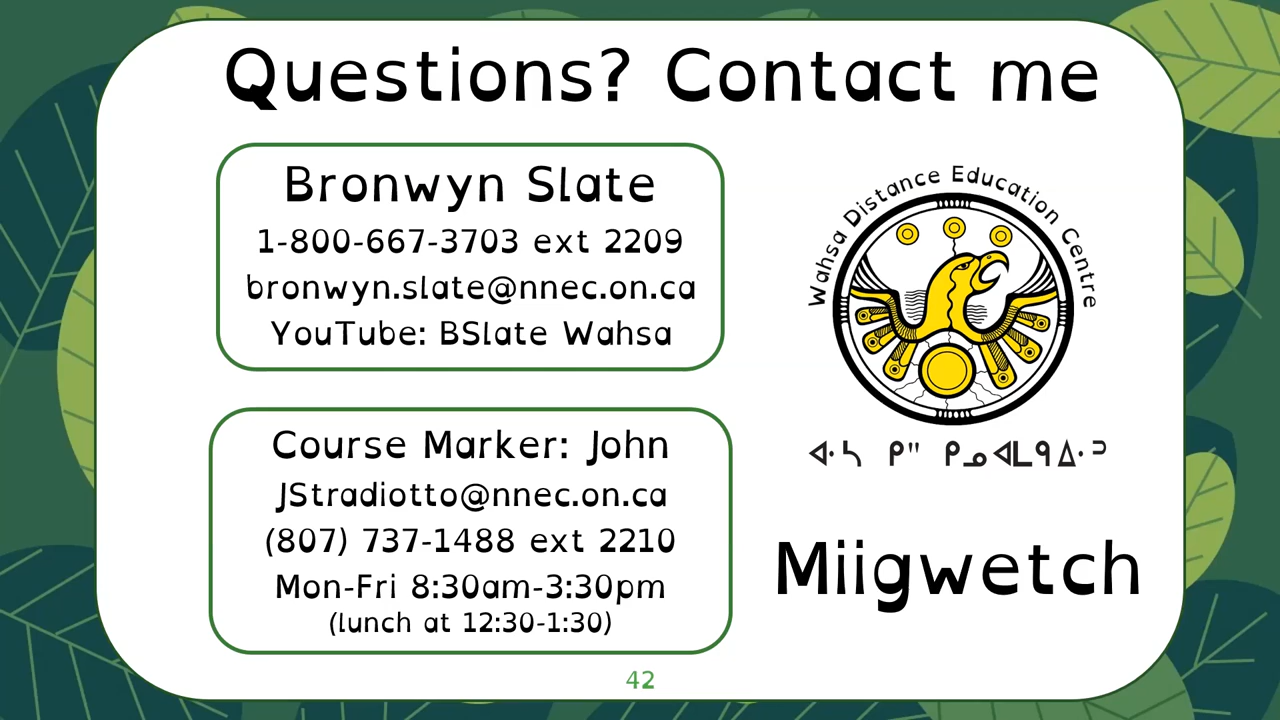 Questions? Contact me
Bronwyn Slate
1-800-667-3703 ext 2209
bronwyn.slate@nnec.on.ca
YouTube: BSlate Wahsa
Course Marker: John
JStradiotto@nnec.on.ca
(807) 737-1488 ext 2210
Mon-Fri 8:30am-3:30pm
(lunch at 12:30-1:30)
Wahsa Distance Education Centre
ᐊᐧᓴ ᑭᐦ ᑭᓄᐊᒪᑫᐃᐧᐣ
Miigwetch
42